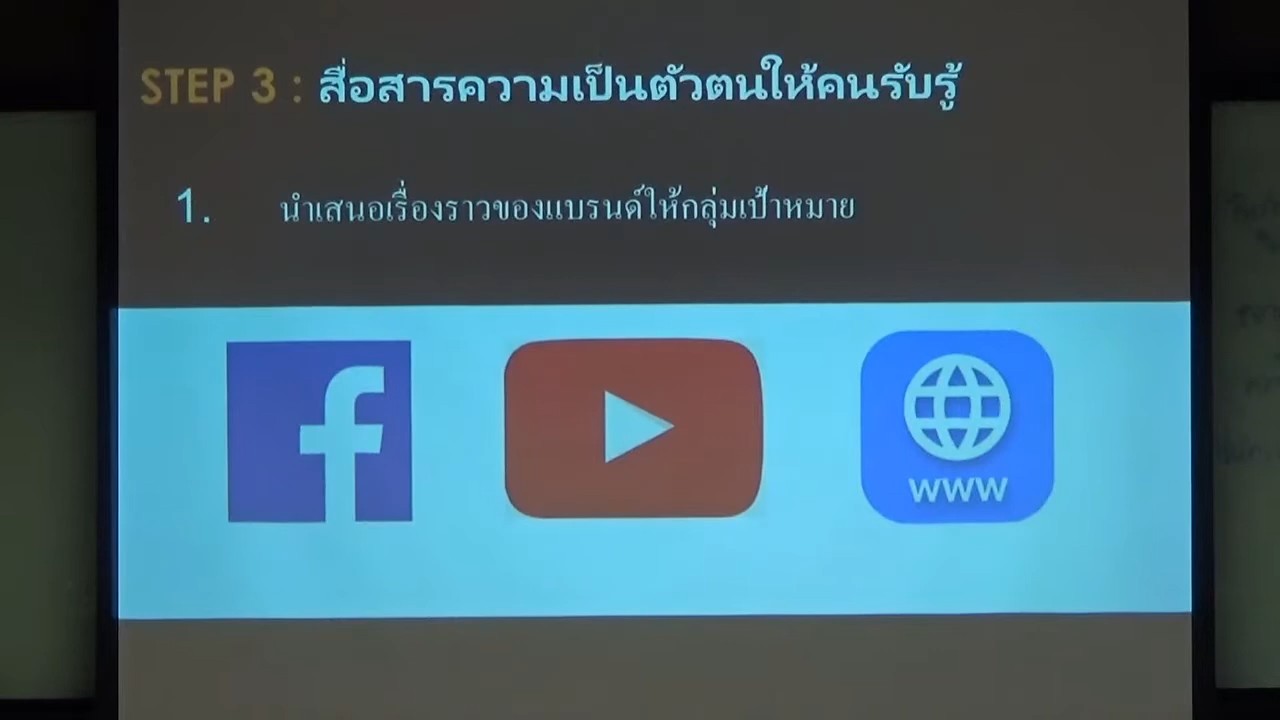 STEP 3 : สื่อสารความเป็นตัวตนให้คนรับรู้
1. นำเสนอเรื่องราวของแบรนด์ให้กลุ่มเป้าหมาย
f
www